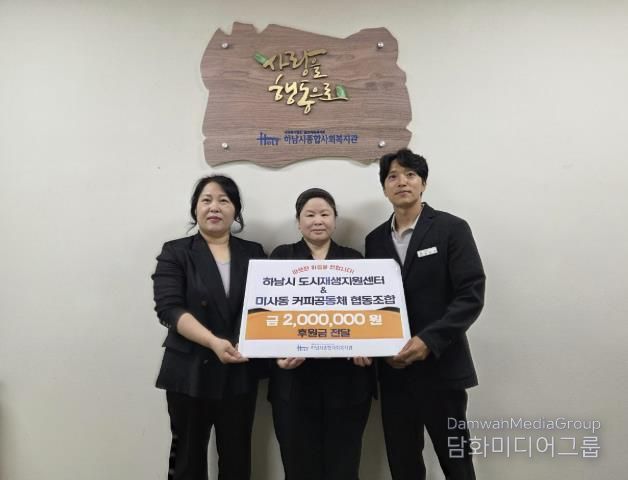 사랑을
행동으로
하남시종합사회복지관
따뜻한 마음을 전합니다!
하남시 도시재생지원센터
&
미사동 커피공동체 협동조합
금 2,000,000 원
후원금 전달
하남시종합사회복지관
DamwahMediaGroup
담화미디어그룹